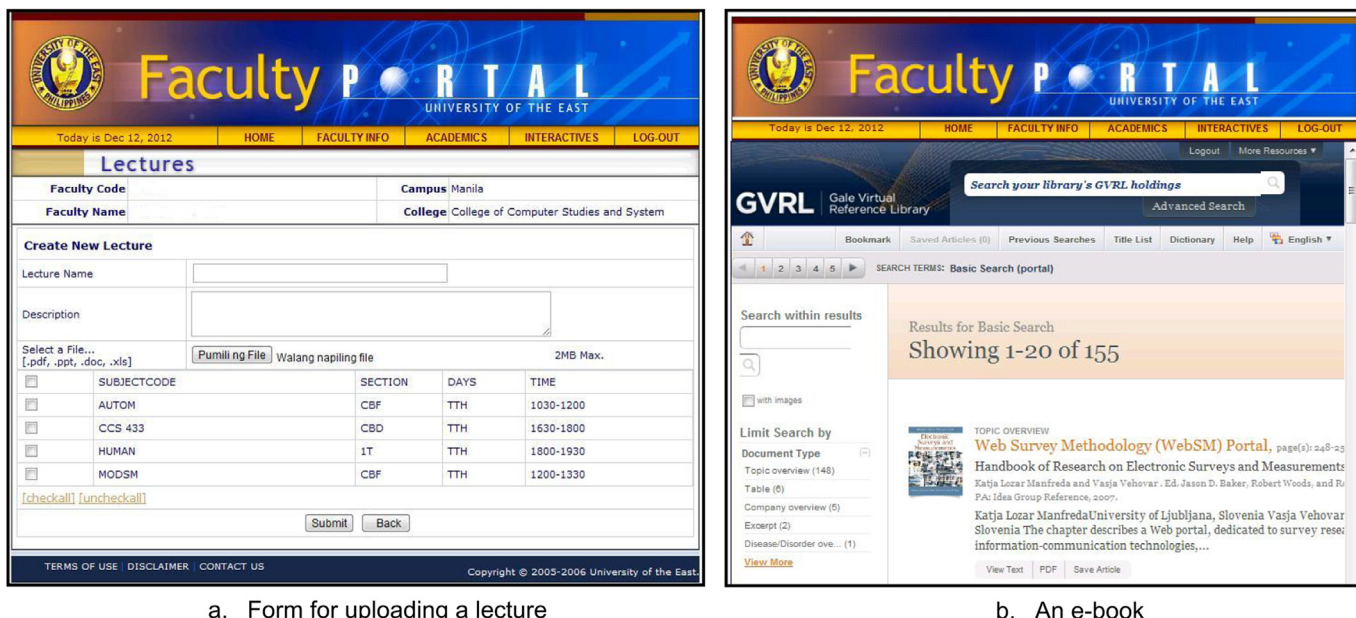 UNIVERSITY OF THE EAST
PHILIPPINES
Faculty PORTAL
UNIVERSITY OF THE EAST
Today is Dec 12, 2012 HOME FACULTY INFO ACADEMICS INTERACTIVES LOG-OUT
Lectures
Faculty Code Campus Manila
Faculty Name College College of Computer Studies and System
Create New Lecture
Lecture Name
Description
Select a File...
[.pdf, .ppt, .doc, .xls] Pumili ng File Walang napiling file 2MB Max.
SUBJECTCODE SECTION DAYS TIME
AUTOM CBF TTH 1030-1200
CCS 433 CBD TTH 1630-1800
HUMAN 1T TTH 1800-1930
MODSM CBF TTH 1200-1330
[checkall] [uncheckall]
Submit Back
TERMS OF USE | DISCLAIMER | CONTACT US
Copyright © 2005-2006 University of the East.
a. Form for uploading a lecture
UNIVERSITY OF THE EAST
PHILIPPINES
Faculty PORTAL
UNIVERSITY OF THE EAST
Today is Dec 12, 2012 HOME FACULTY INFO ACADEMICS INTERACTIVES LOG-OUT
Logout More Resources
GVRL Gale Virtual
Reference Library
Search your library's GVRL holdings
Advanced Search
Bookmark Saved Articles (0) Previous Searches Title List Dictionary Help English
1 2 3 4 5 SEARCH TERMS: Basic Search (portal)
Search within results
with images
Limit Search by
Document Type
Topic overview (148)
Table (6)
Company overview (5)
Excerpt (2)
Disease/Disorder ove... (1)
View More
Results for Basic Search
Showing 1-20 of 155
TOPIC OVERVIEW
Web Survey Methodology (WebSM) Portal, page(s): 248-25
Handbook of Research on Electronic Surveys and Measurements
Katja Lozar Manfreda and Vasja Vehovar . Ed. Jason D. Baker, Robert Woods, and
PA: Idea Group Reference, 2007.
Katja Lozar ManfredaUniversity of Ljubljana, Slovenia Vasja Vehovar
Slovenia The chapter describes a Web portal, dedicated to survey
information-communication technologies,...
View Text PDF Save Article
b. An e-book